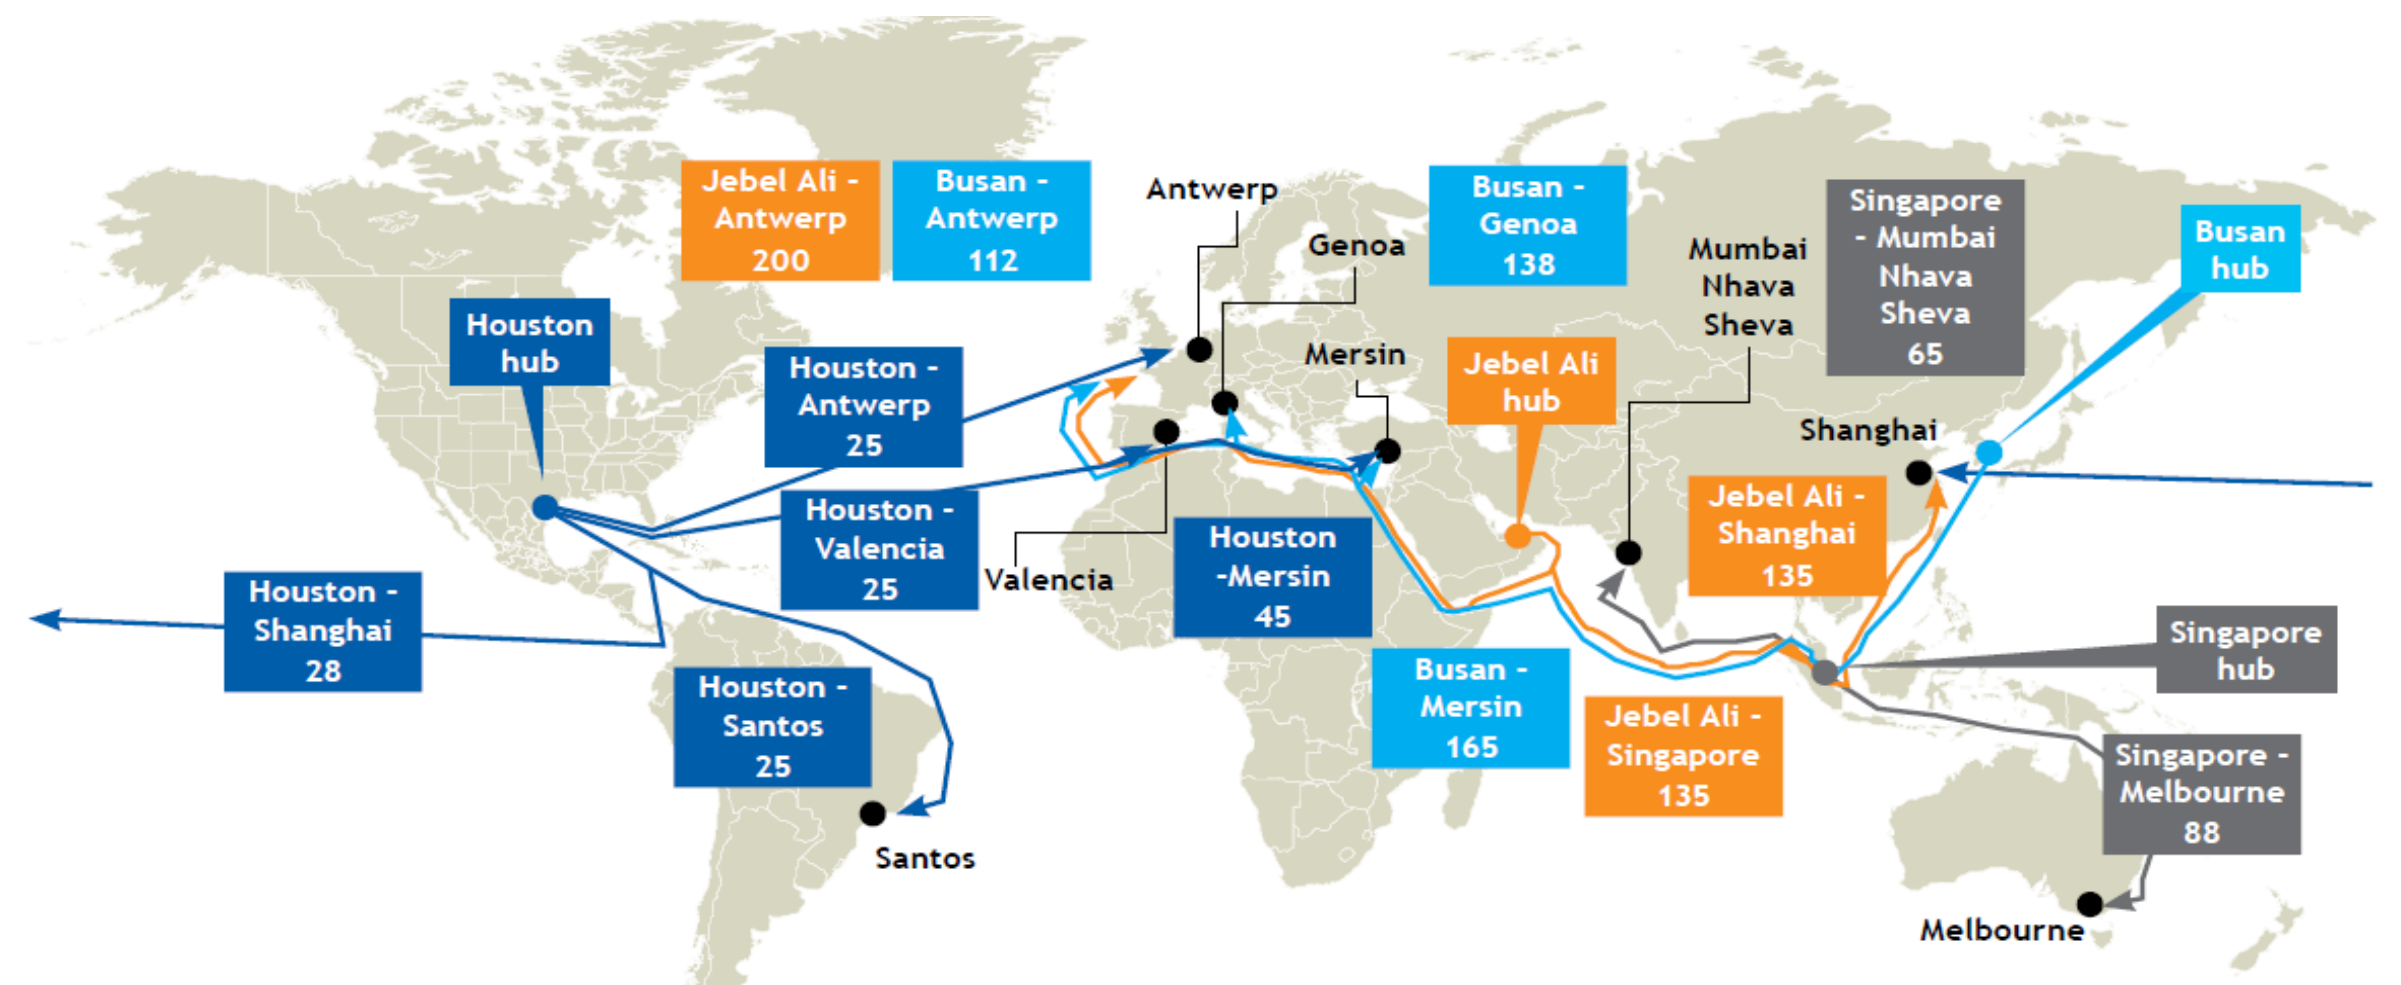 Jebel Ali -
Antwerp
200
Busan -
Antwerp
112
Antwerp
Genoa
Busan -
Genoa
138
Mumbai
Nhava
Sheva
Singapore
- Mumbai
Nhava
Sheva
65
Busan
hub
Houston
hub
Houston -
Antwerp
25
Mersin
Jebel Ali
hub
Shanghai
Houston -
Valencia
25
Valencia
Houston
-Mersin
45
Jebel Ali -
Shanghai
135
Houston -
Shanghai
28
Singapore
hub
Houston -
Santos
25
Busan -
Mersin
165
Jebel Ali -
Singapore
135
Singapore -
Melbourne
88
Santos
Melbourne